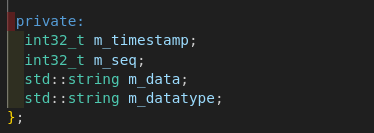 private:
int32_t m_timestamp;
int32_t m_seq;
std::string m_data;
std::string m_datatype;
};